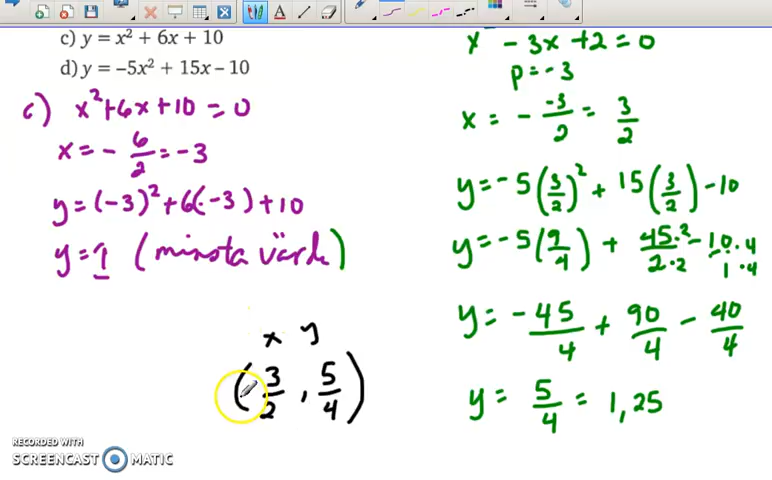 c) y = x² + 6x + 10
d) y = –5x² + 15x – 10
c) x² + 6x + 10 = 0
x = - 6/2 = -3
y = (-3)² + 6(-3) + 10
y = 1 (minsta värde)
x y
(3/2, 5/4)
x² - 3x + 2 = 0
p = -3
x = - -3/2 = 3/2
y = -5(3/2)² + 15(3/2) - 10
y = -5(9/4) + 45·2/2·2 - 10·4/1·4
y = -45/4 + 90/4 - 40/4
y = 5/4 = 1,25
RECORDED WITH
SCREENCAST MATIC